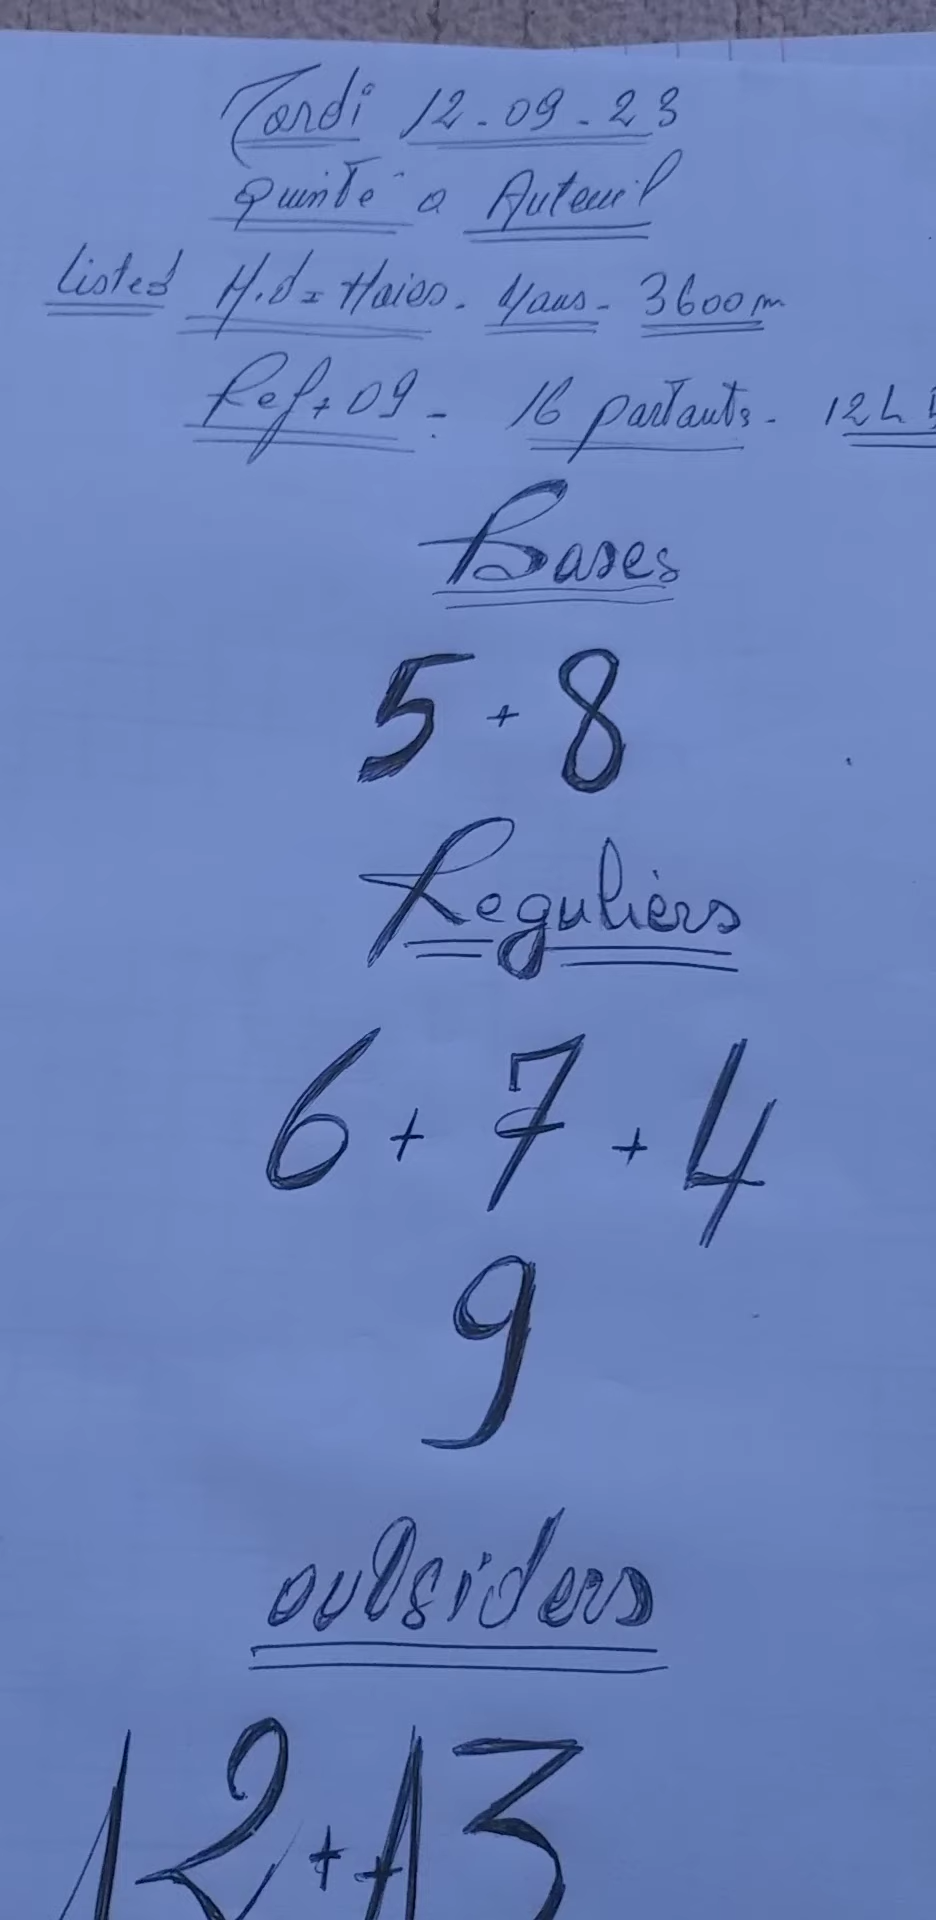 Mardi 12-09-23
Quinté à Auteuil
Listed H.d= Haies- 4ans- 3600m
Ref+09- 16 partants- 12h
Bases
5+8
Reguliers
6+7+4
9
outsiders
12+13